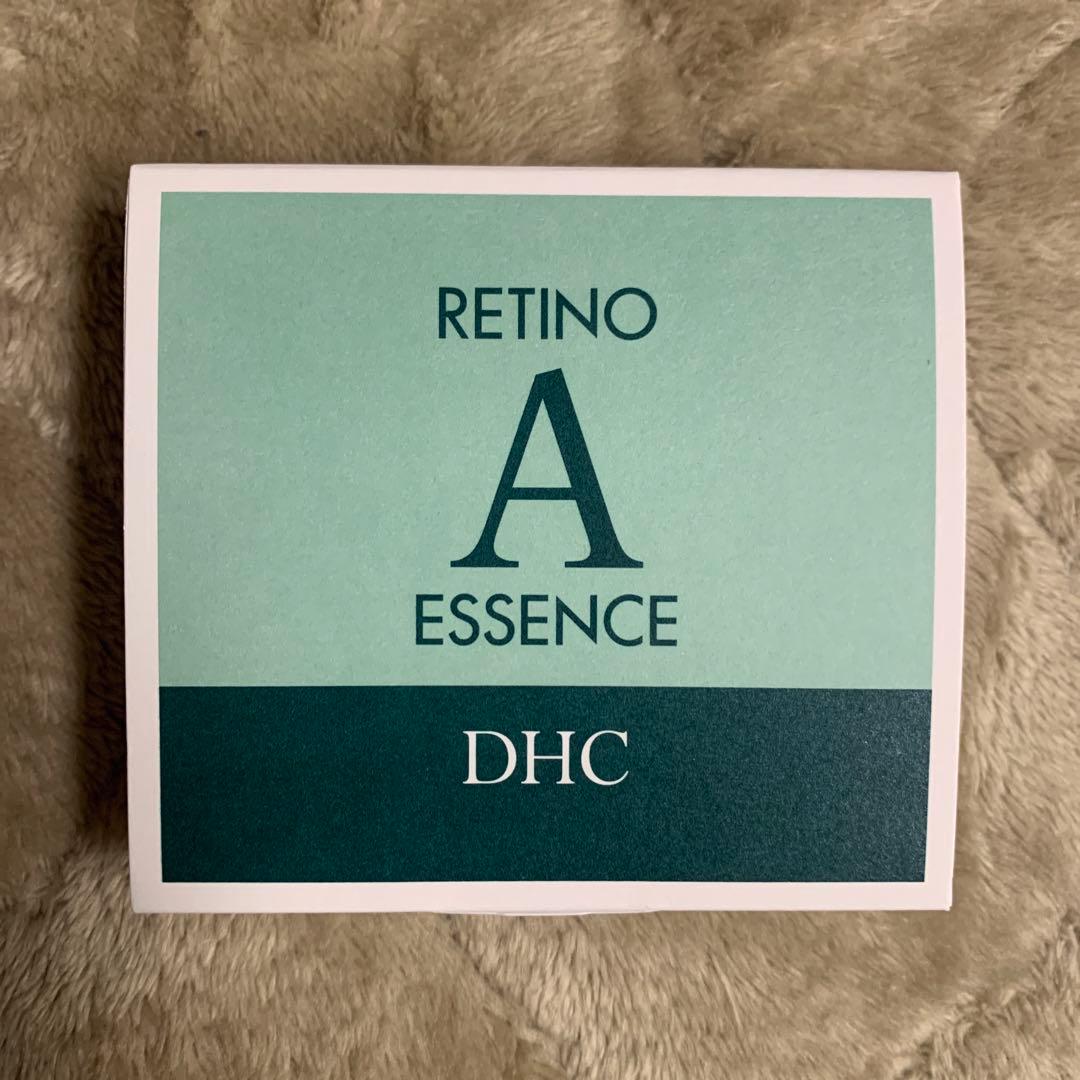 RETINO
A
ESSENCE
DHC